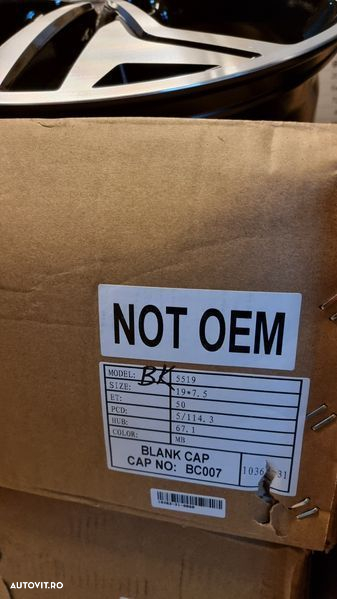 NOT OEM
MODEL: BK 5519
SIZE: 19*7.5
ET: 50
PCD: 5/114.3
HUB: 67.1
COLOR: MB
BLANK CAP
CAP NO: BC007
AUTOVIT.RO